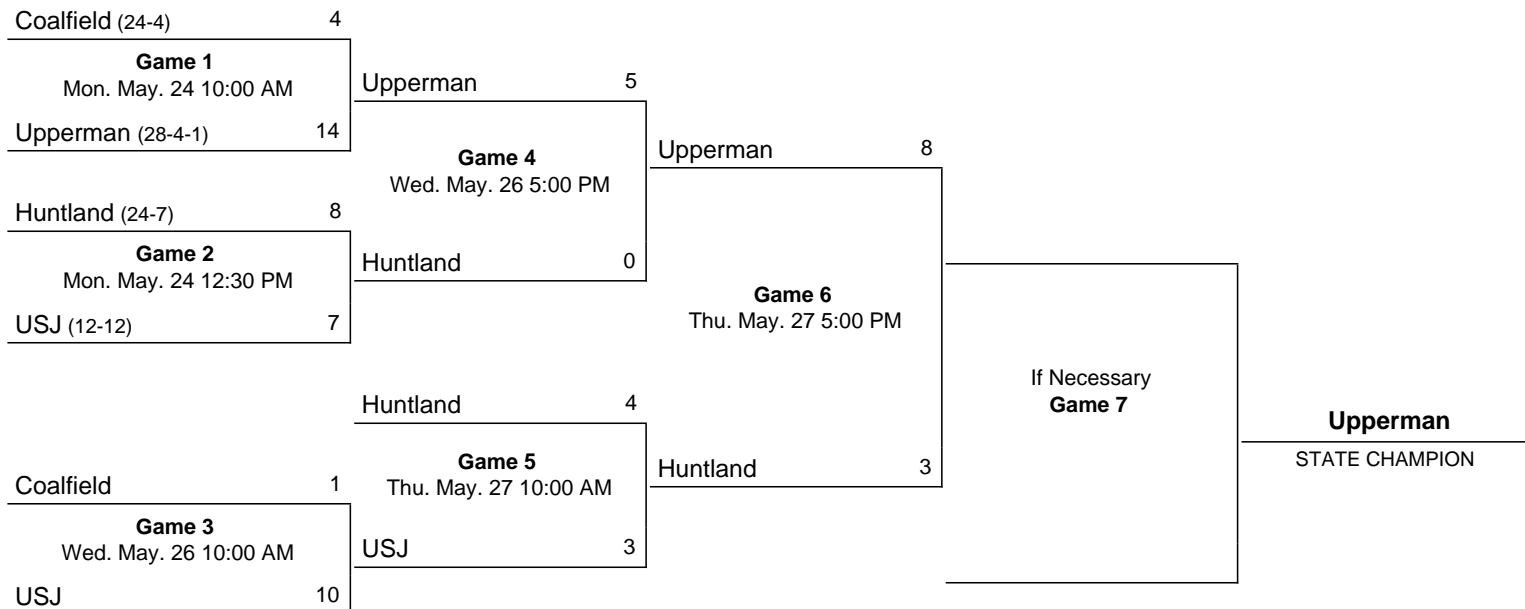 Coalfield (24-4) 4
Game 1
Mon. May. 24 10:00 AM
Upperman (28-4-1) 14
Huntland (24-7) 8
Game 2
Mon. May. 24 12:30 PM
USJ (12-12) 7
Coalfield 1
Game 3
Wed. May. 26 10:00 AM
USJ 10
Upperman 5
Game 4
Wed. May. 26 5:00 PM
Huntland 0
Huntland 4
Game 5
Thu. May. 27 10:00 AM
USJ 3
Upperman 8
Game 6
Thu. May. 27 5:00 PM
Huntland 3
If Necessary
Game 7
Upperman
STATE CHAMPION